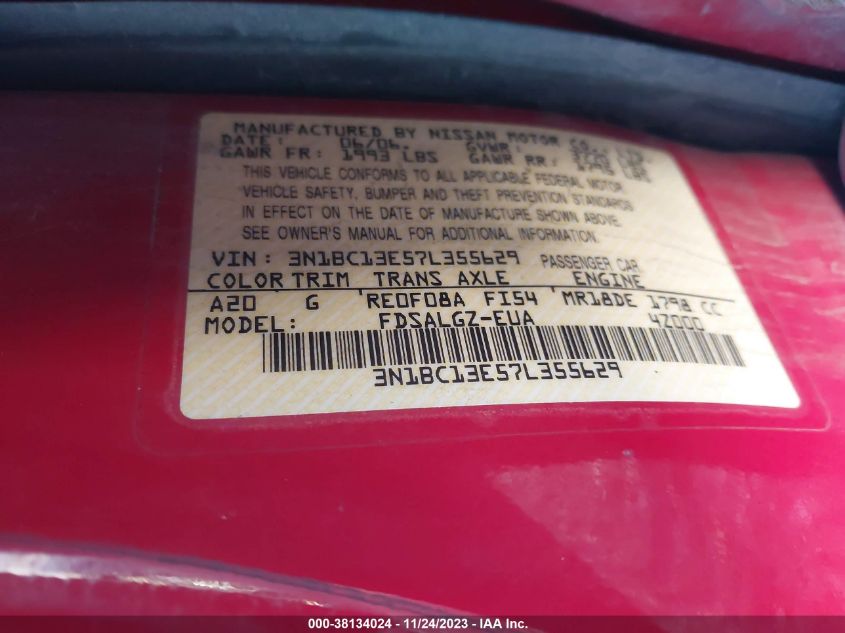 MANUFACTURED BY NISSAN MOTOR CO., LTD.
DATE: 06/06. GVWR:
GAWR FR: 1993 LBS GAWR RR: LBS
THIS VEHICLE CONFORMS TO ALL APPLICABLE FEDERAL MOTOR
VEHICLE SAFETY, BUMPER AND THEFT PREVENTION STANDARDS
IN EFFECT ON THE DATE OF MANUFACTURE SHOWN ABOVE.
SEE OWNER'S MANUAL FOR ADDITIONAL INFORMATION.
VIN: 3N1BC13E57L355629 PASSENGER CAR
COLOR TRIM TRANS AXLE ENGINE
A20 G RE0F08A FI54 MR18DE 1798 CC
MODEL: FDSALGZ-EUA 4Z000
3N1BC13E57L355629
000-38134024 - 11/24/2023 - IAA Inc.